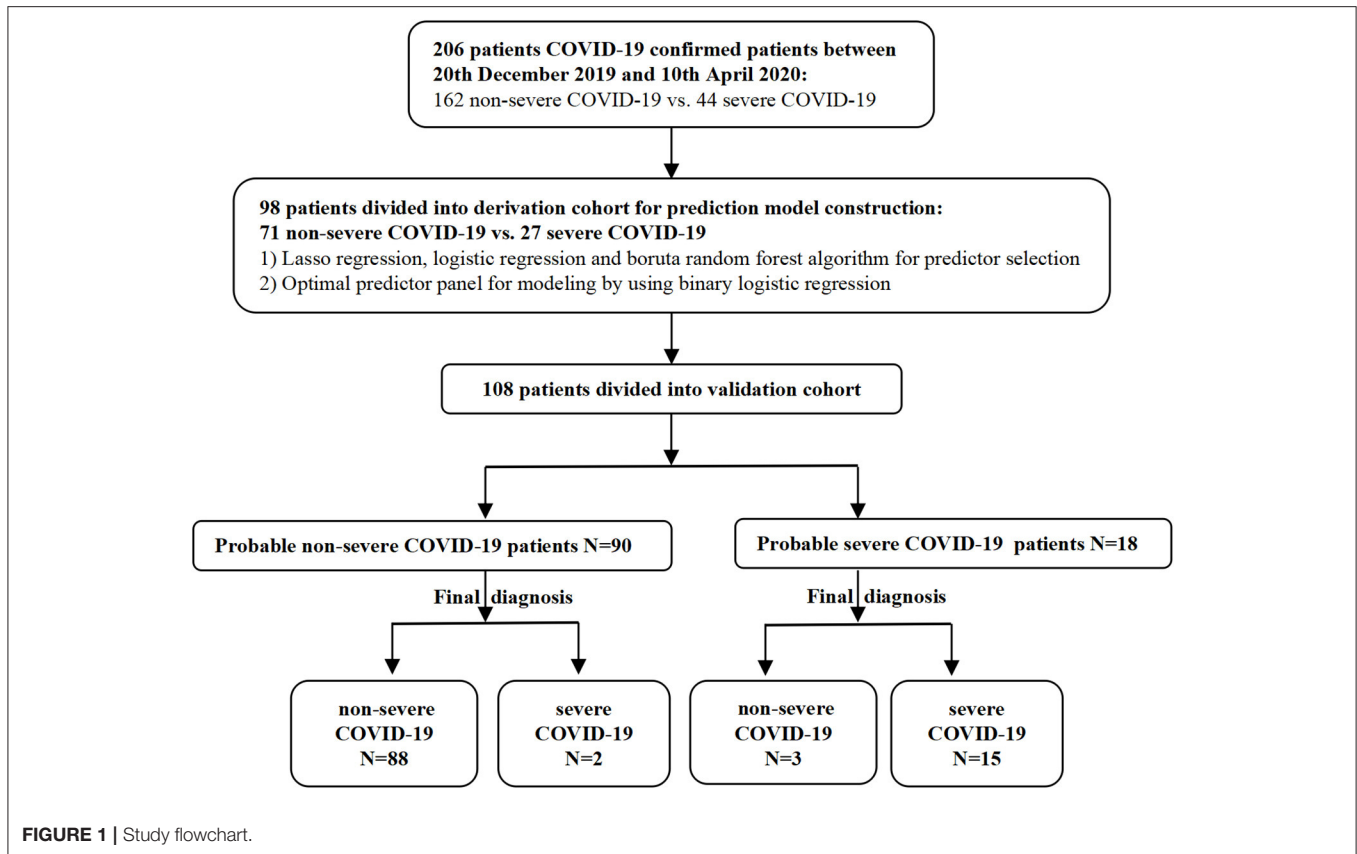 206 patients COVID-19 confirmed patients between
20th December 2019 and 10th April 2020:
162 non-severe COVID-19 vs. 44 severe COVID-19
98 patients divided into derivation cohort for prediction model construction:
71 non-severe COVID-19 vs. 27 severe COVID-19
1) Lasso regression, logistic regression and boruta random forest algorithm for predictor selection
2) Optimal predictor panel for modeling by using binary logistic regression
108 patients divided into validation cohort
Probable non-severe COVID-19 patients N=90
Probable severe COVID-19 patients N=18
Final diagnosis
Final diagnosis
non-severe
COVID-19
N=88
severe
COVID-19
N=2
non-severe
COVID-19
N=3
severe
COVID-19
N=15
FIGURE 1 | Study flowchart.